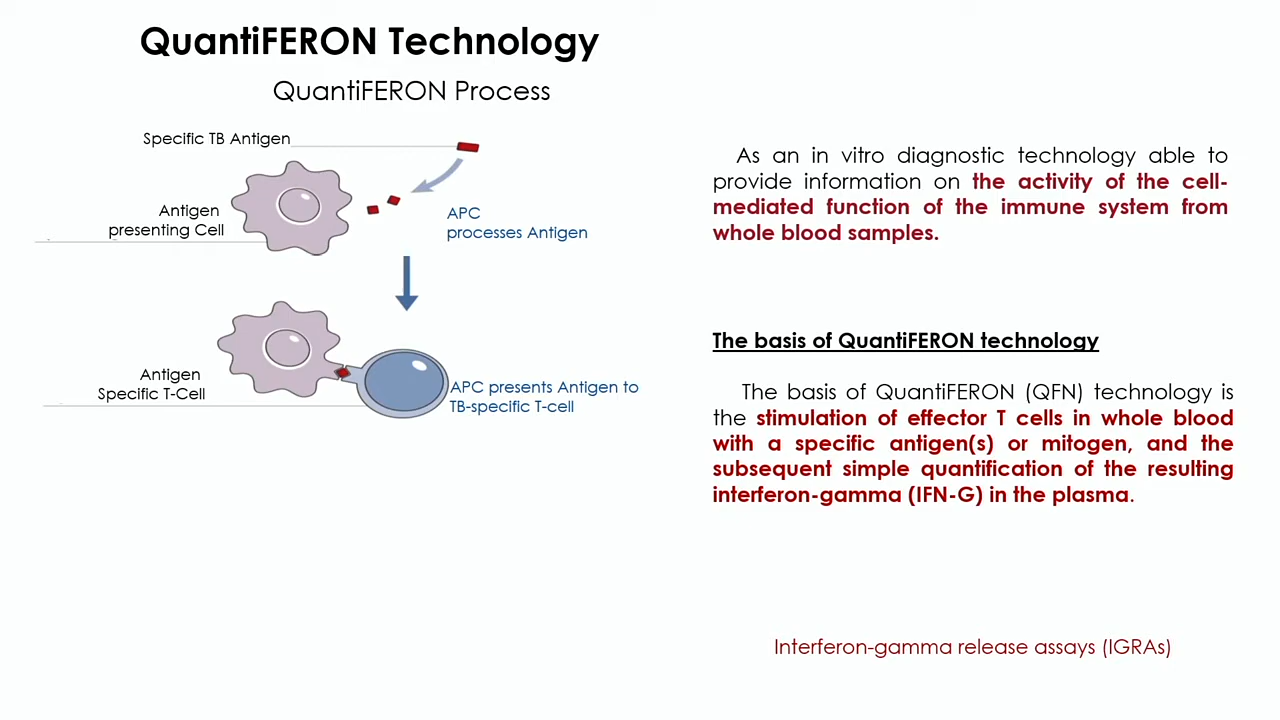 QuantiFERON Technology
QuantiFERON Process
Specific TB Antigen
Antigen
presenting Cell
APC
processes Antigen
Antigen
Specific T-Cell
APC presents Antigen to
TB-specific T-cell
As an in vitro diagnostic technology able to
provide information on the activity of the cell-
mediated function of the immune system from
whole blood samples.
The basis of QuantiFERON technology
The basis of QuantiFERON (QFN) technology is
the stimulation of effector T cells in whole blood
with a specific antigen(s) or mitogen, and the
subsequent simple quantification of the resulting
interferon-gamma (IFN-G) in the plasma.
Interferon-gamma release assays (IGRAs)